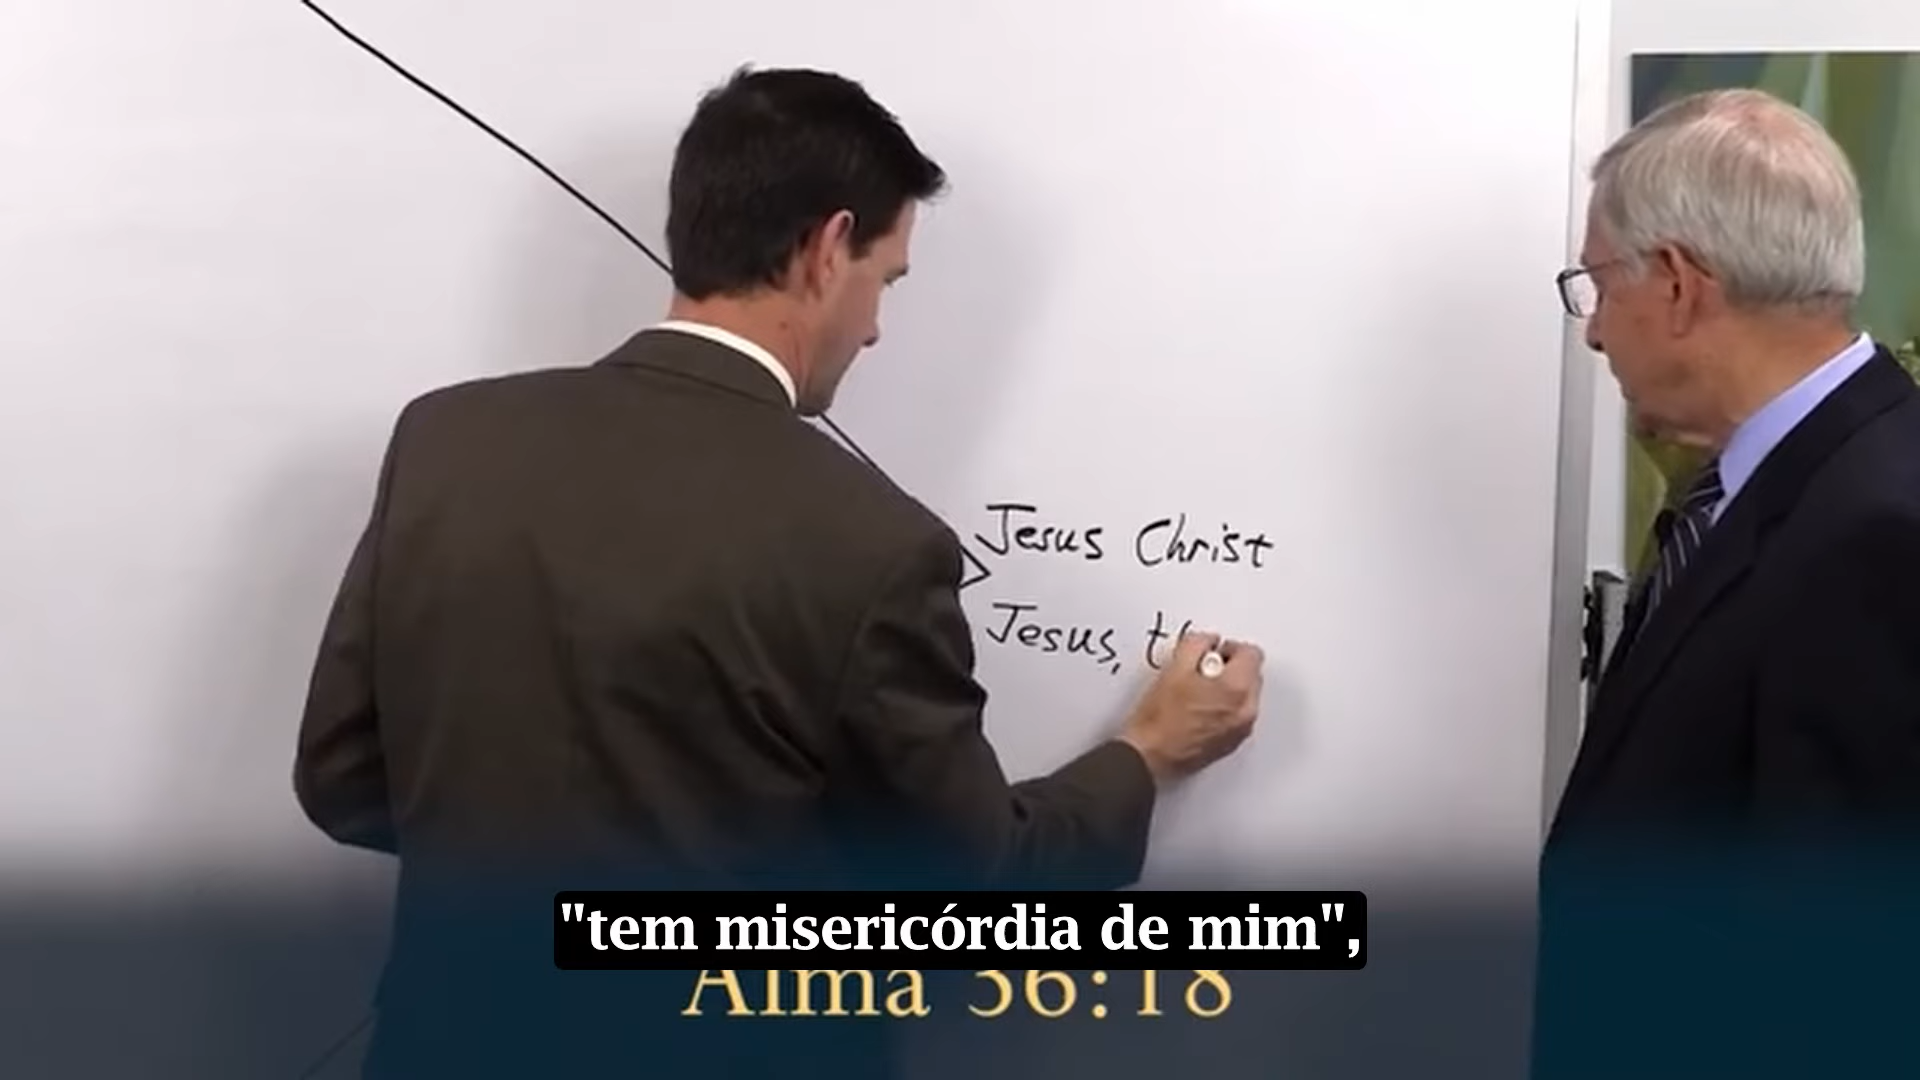 Jesus Christ
Jesus,
"tem misericórdia de mim",
Alma 36:18